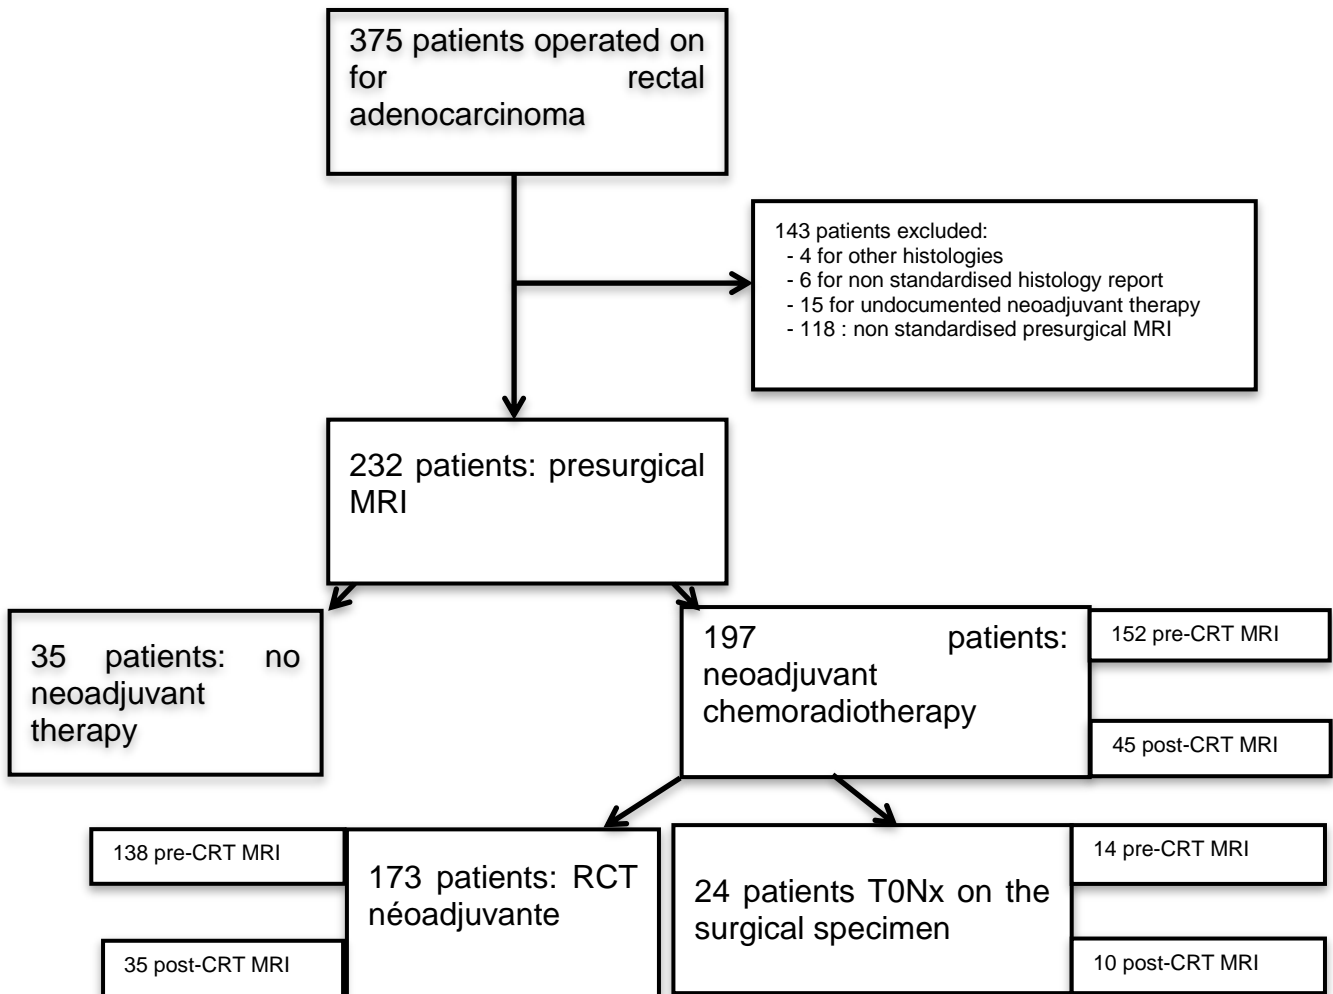 375 patients operated on
for rectal
adenocarcinoma
143 patients excluded:
- 4 for other histologies
- 6 for non standardised histology report
- 15 for undocumented neoadjuvant therapy
- 118 : non standardised presurgical MRI
232 patients: presurgical
MRI
35 patients: no
neoadjuvant
therapy
197 patients:
neoadjuvant
chemoradiotherapy
152 pre-CRT MRI
45 post-CRT MRI
138 pre-CRT MRI
35 post-CRT MRI
173 patients: RCT
néoadjuvante
24 patients T0Nx on the
surgical specimen
14 pre-CRT MRI
10 post-CRT MRI